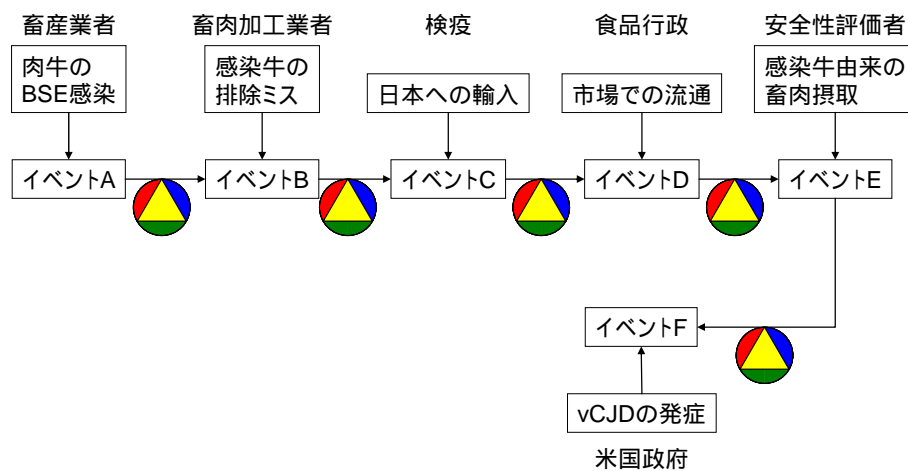 畜産業者
畜肉加工業者
検疫
食品行政
安全性評価者
肉牛の
BSE感染
感染牛の
排除ミス
日本への輸入
市場での流通
感染牛由来の
畜肉摂取
イベントA
イベントB
イベントC
イベントD
イベントE
イベントF
vCJDの発症
米国政府